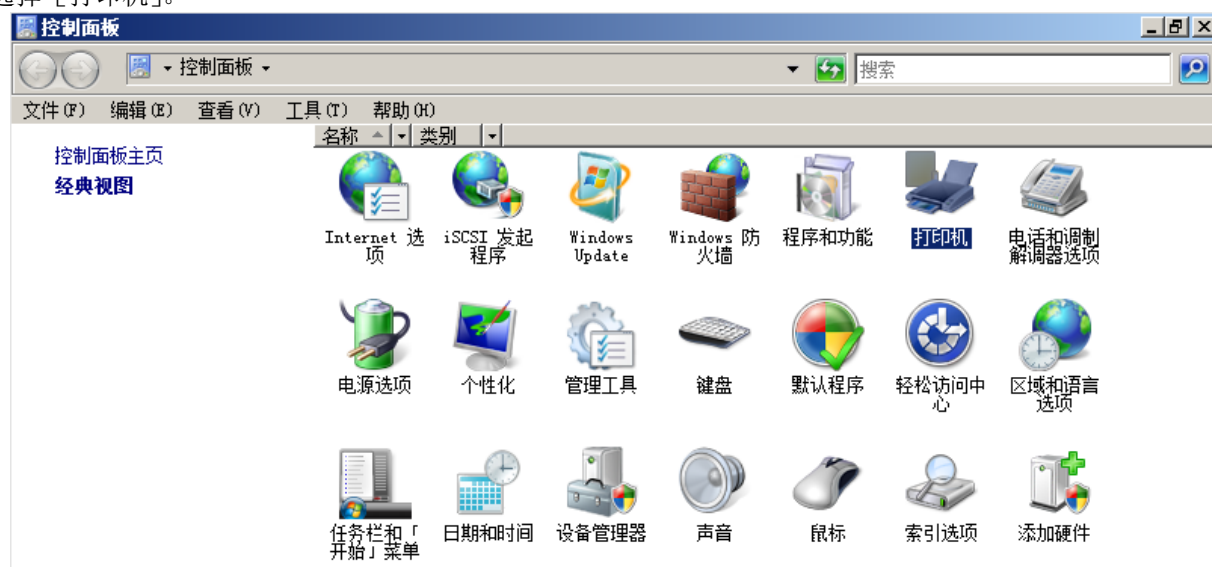 选择「打印机」。
控制面板
控制面板
搜索
文件(F) 编辑(E) 查看(V) 工具(T) 帮助(H)
名称 类别
控制面板主页
经典视图
Internet 选项
iSCSI 发起程序
Windows Update
Windows 防火墙
程序和功能
打印机
电话和调制解调器选项
电源选项
个性化
管理工具
键盘
默认程序
轻松访问中心
区域和语言选项
任务栏和「开始」菜单
日期和时间
设备管理器
声音
鼠标
索引选项
添加硬件